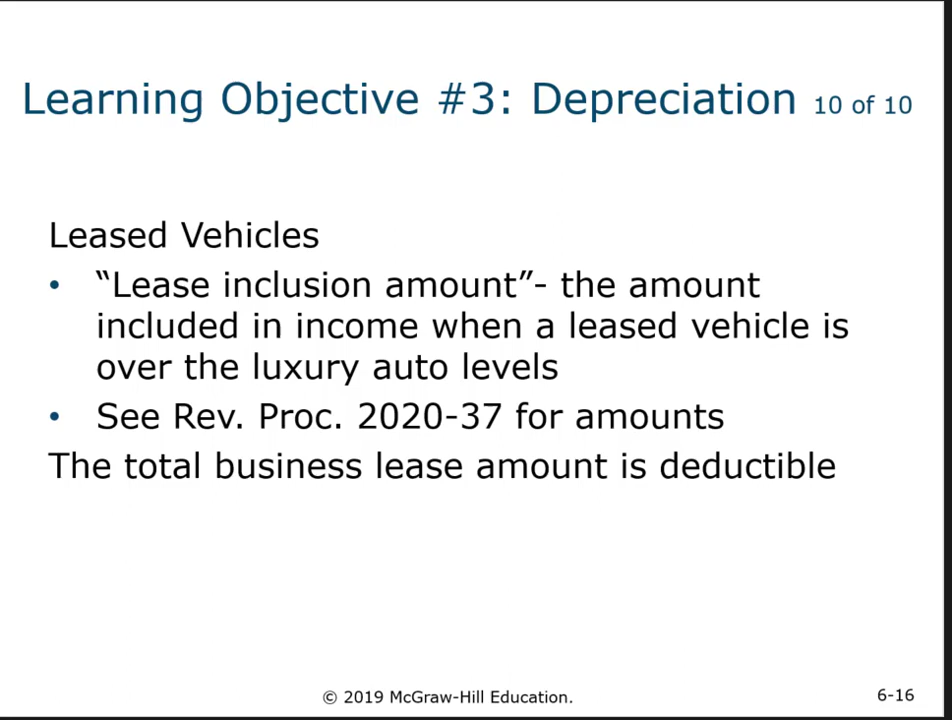 Learning Objective #3: Depreciation 10 of 10
Leased Vehicles
• “Lease inclusion amount”- the amount
included in income when a leased vehicle is
over the luxury auto levels
• See Rev. Proc. 2020-37 for amounts
The total business lease amount is deductible
© 2019 McGraw-Hill Education.
6-16